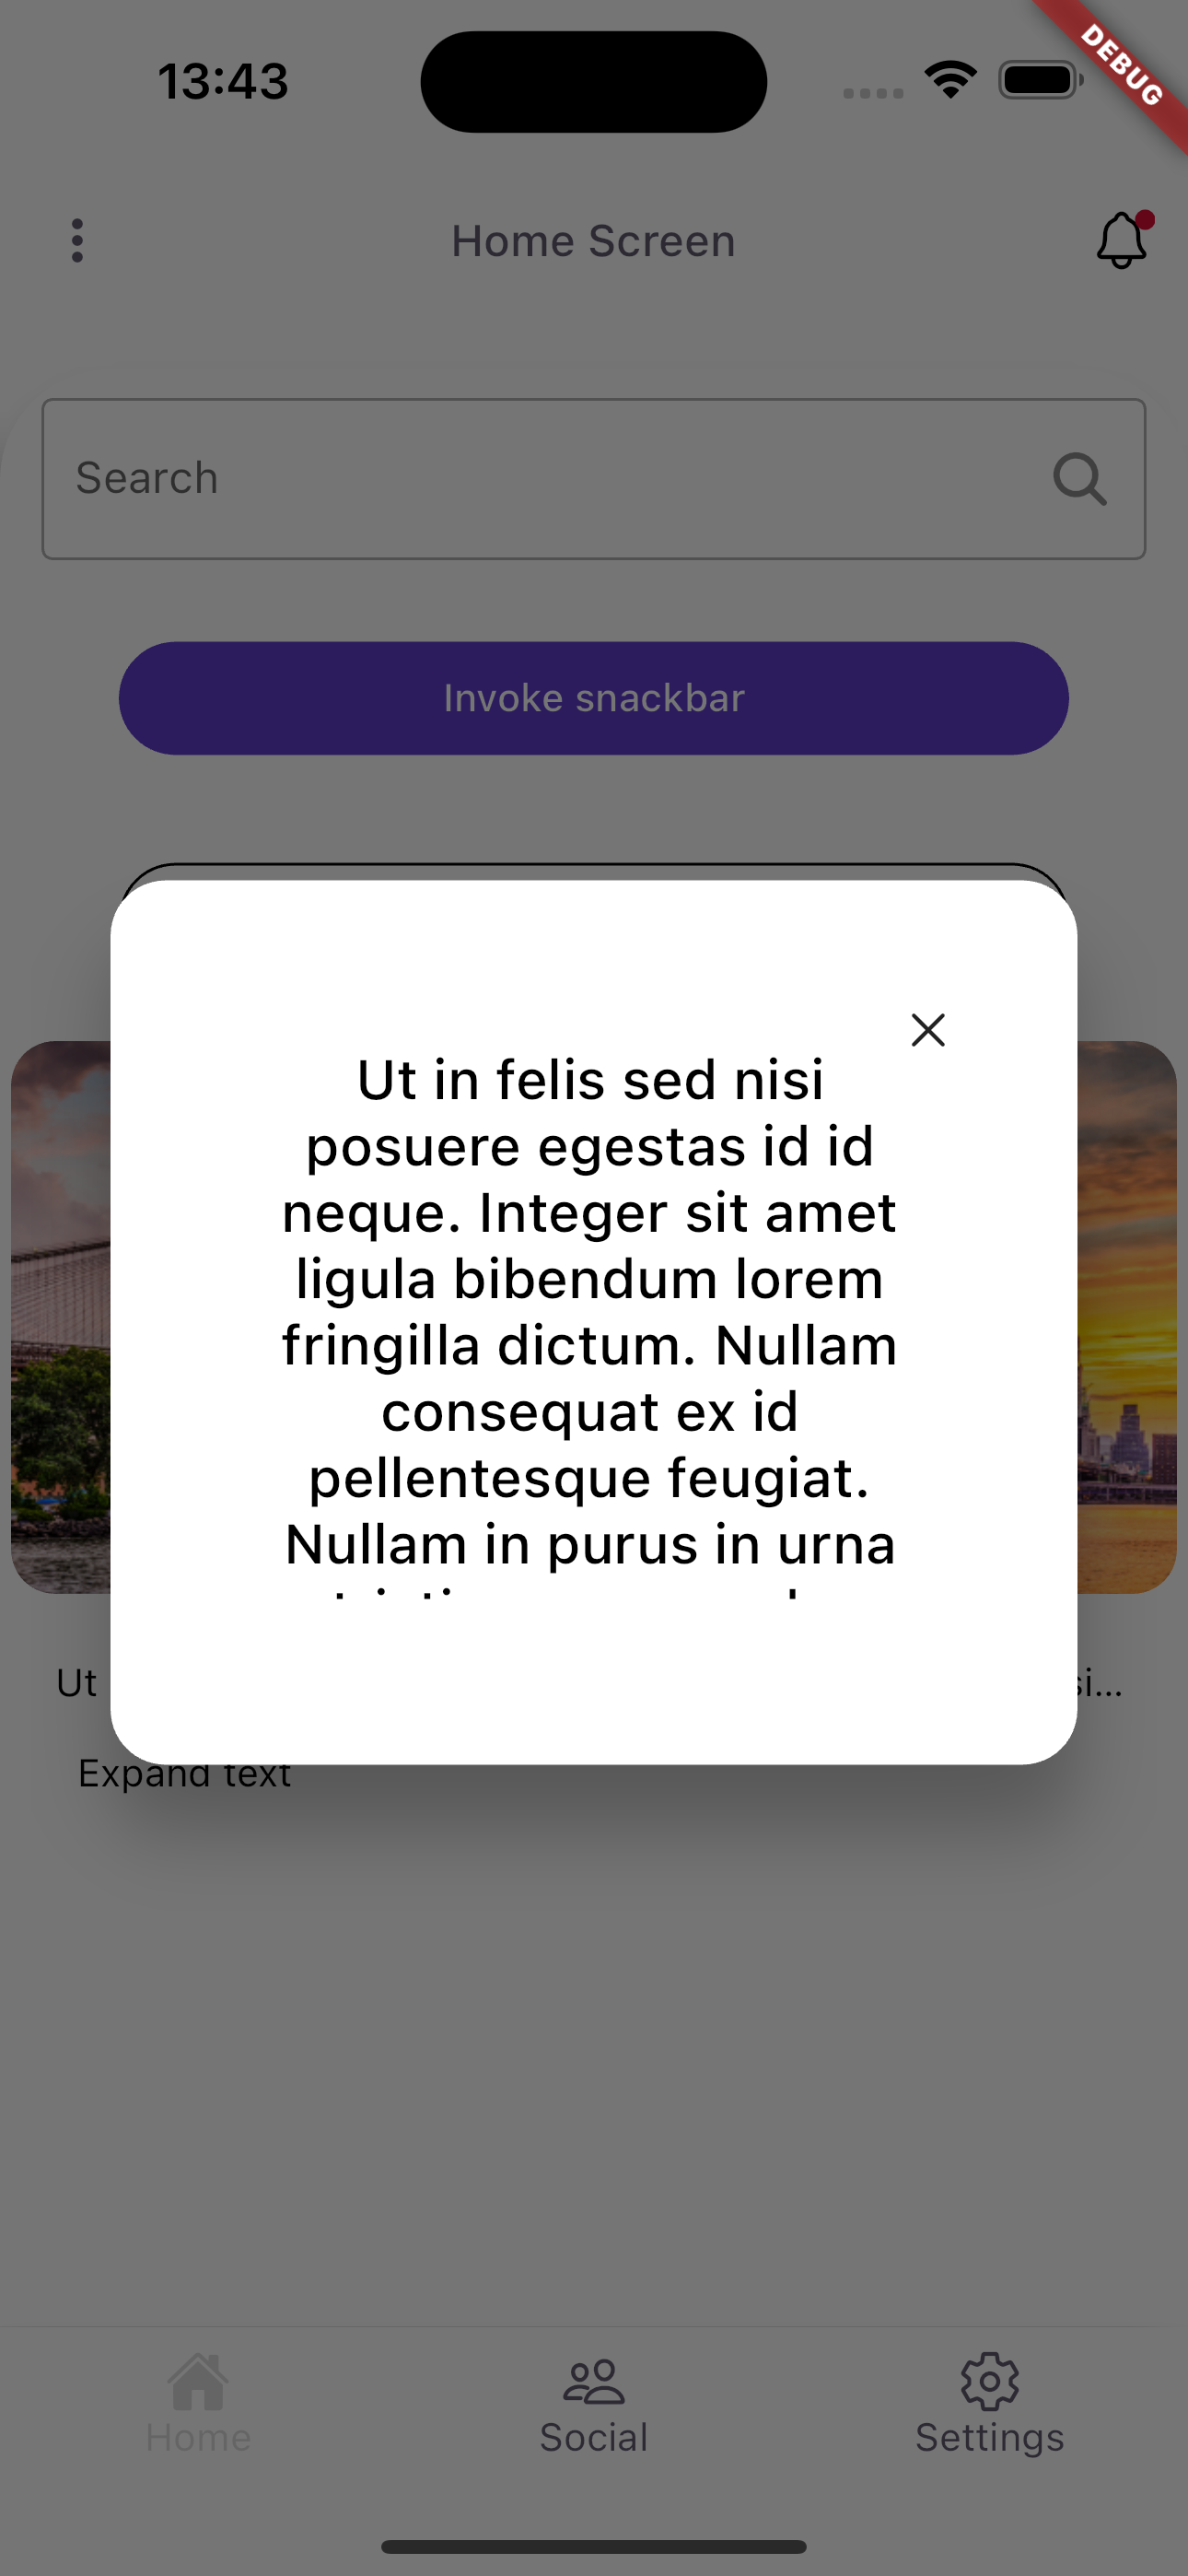 13:43
DEBUG
Home Screen
Search
Invoke snackbar
Ut in felis sed nisi
posuere egestas id id
neque. Integer sit amet
ligula bibendum lorem
fringilla dictum. Nullam
consequat ex id
pellentesque feugiat.
Nullam in purus in urna
Ut si...
Expand text
Home
Social
Settings